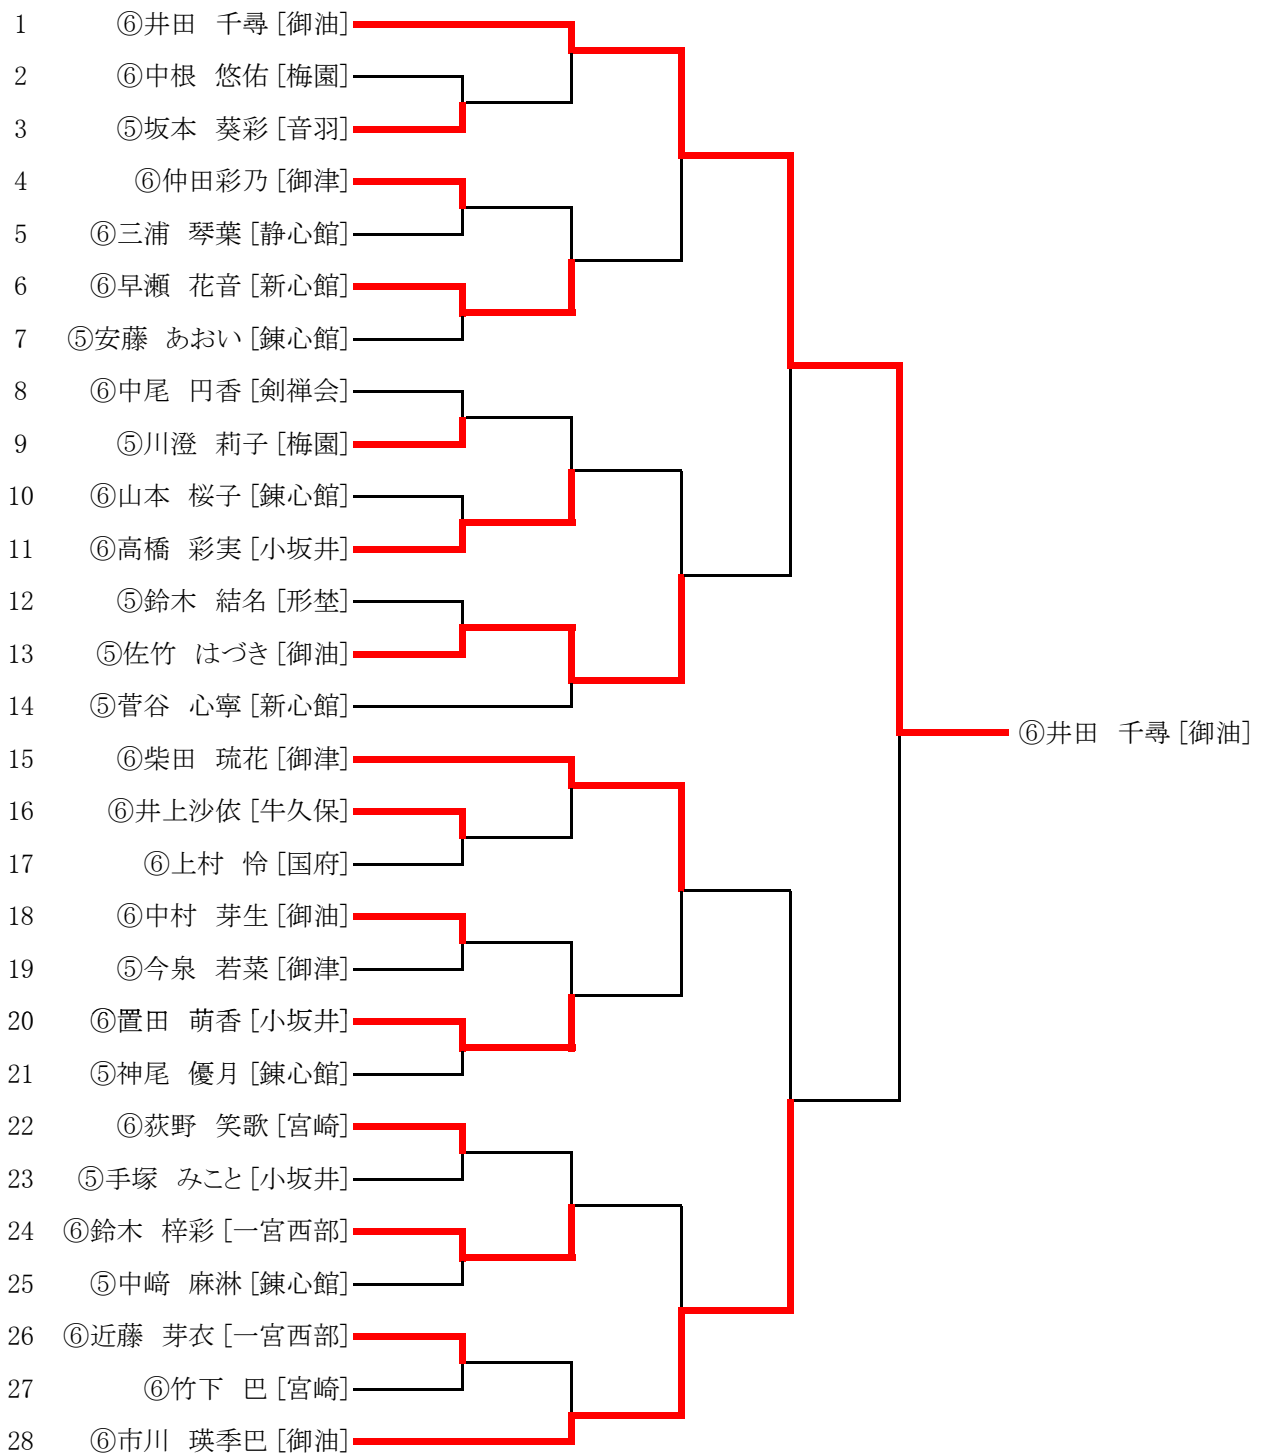 1 ⑥井田 千尋 [御油]
2 ⑥中根 悠佑 [梅園]
3 ⑤坂本 葵彩 [音羽]
4 ⑥仲田彩乃 [御津]
5 ⑥三浦 琴葉 [静心館]
6 ⑥早瀬 花音 [新心館]
7 ⑤安藤 あおい [錬心館]
8 ⑥中尾 円香 [剣禅会]
9 ⑤川澄 莉子 [梅園]
10 ⑥山本 桜子 [錬心館]
11 ⑥高橋 彩実 [小坂井]
12 ⑤鈴木 結名 [形埜]
13 ⑤佐竹 はづき [御油]
14 ⑤菅谷 心寧 [新心館]
⑥井田 千尋 [御油]
15 ⑥柴田 琉花 [御津]
16 ⑥井上沙依 [牛久保]
17 ⑥上村 怜 [国府]
18 ⑥中村 芽生 [御油]
19 ⑤今泉 若菜 [御津]
20 ⑥置田 萌香 [小坂井]
21 ⑤神尾 優月 [錬心館]
22 ⑥荻野 笑歌 [宮崎]
23 ⑤手塚 みこと [小坂井]
24 ⑥鈴木 梓彩 [一宮西部]
25 ⑤中﨑 麻淋 [錬心館]
26 ⑥近藤 芽衣 [一宮西部]
27 ⑥竹下 巴 [宮崎]
28 ⑥市川 瑛季巴 [御油]